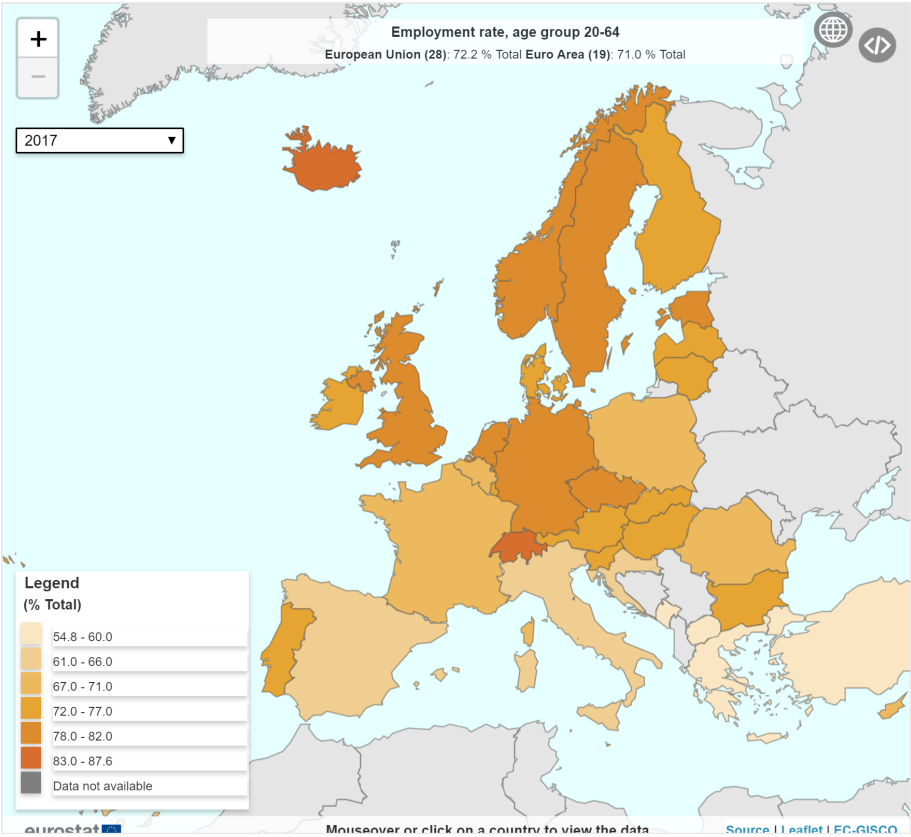 +
Employment rate, age group 20-64
European Union (28): 72.2 % Total Euro Area (19): 71.0 % Total
</>
−
2017 ▼
Legend
(% Total)
54.8 - 60.0
61.0 - 66.0
67.0 - 71.0
72.0 - 77.0
78.0 - 82.0
83.0 - 87.6
Data not available
eurostat
Mouseover or click on a country to view the data
Source | Leaflet | EC-GISCO